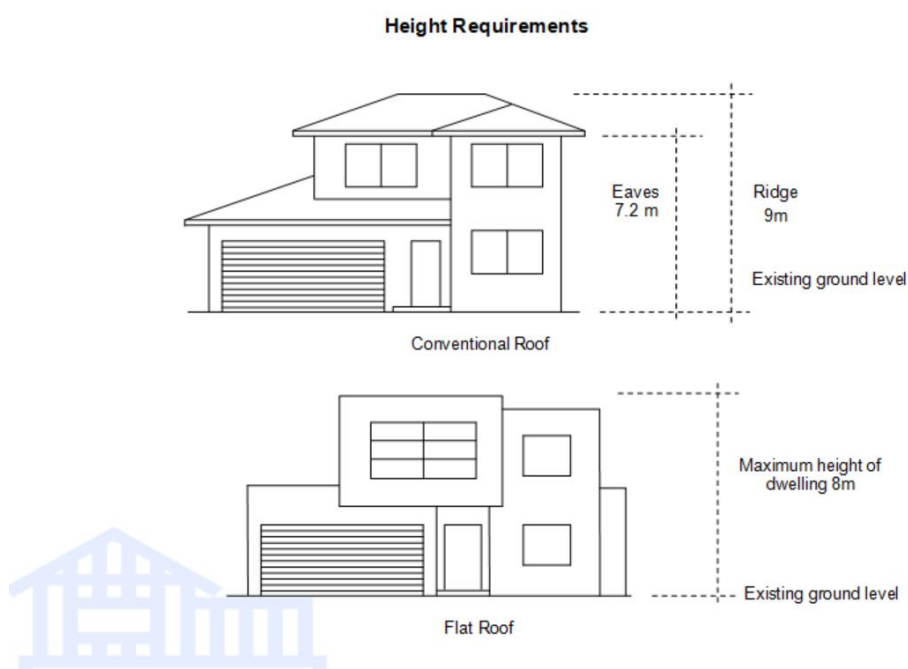 Height Requirements
Eaves
7.2 m
Ridge
9m
Existing ground level
Conventional Roof
Maximum height of
dwelling 8m
Existing ground level
Flat Roof